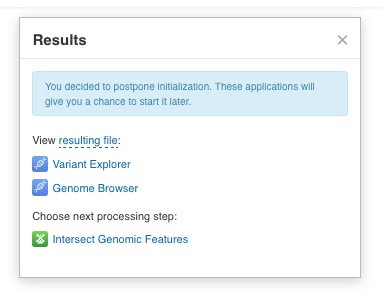 Results
You decided to postpone initialization. These applications will
give you a chance to start it later.
View resulting file:
Variant Explorer
Genome Browser
Choose next processing step:
Intersect Genomic Features